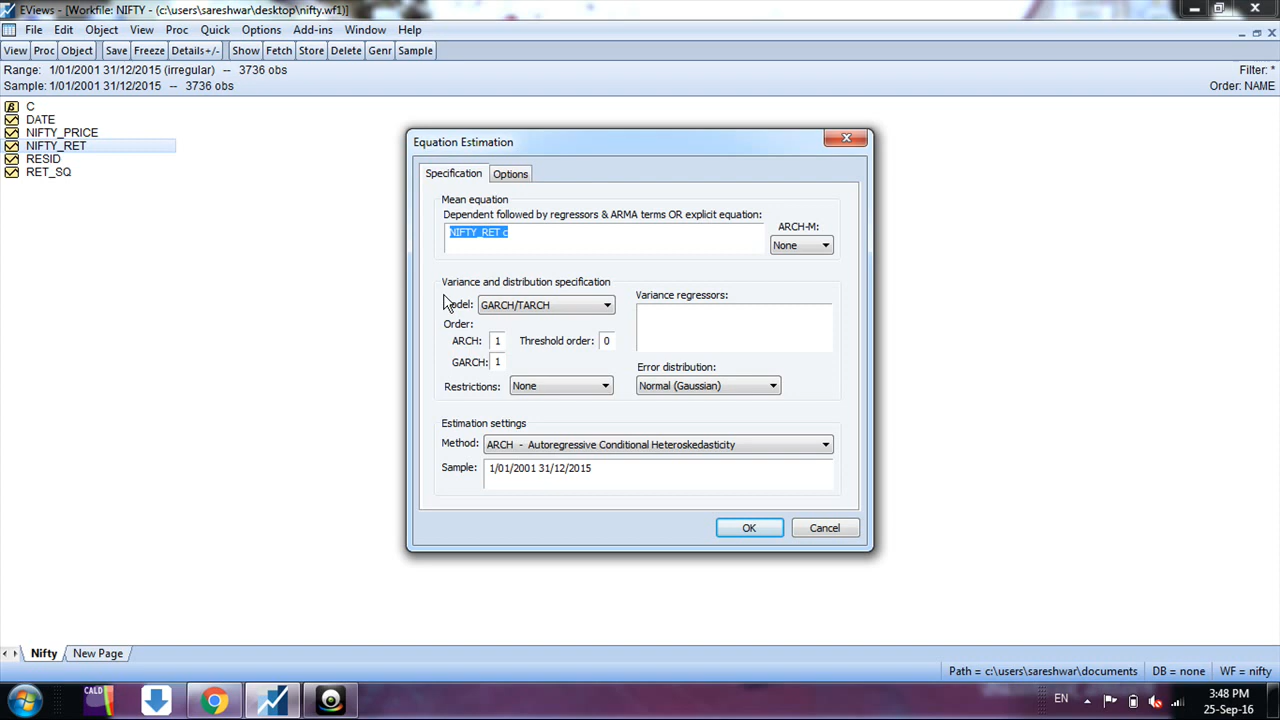 EViews - [Workfile: NIFTY - (c:\users\sareshwar\desktop\nifty.wf1)]
File Edit Object View Proc Quick Options Add-ins Window Help
View Proc Object Save Freeze Details+/- Show Fetch Store Delete Genr Sample
Range: 1/01/2001 31/12/2015 (irregular) -- 3736 obs Filter: *
Sample: 1/01/2001 31/12/2015 -- 3736 obs Order: NAME
C
DATE
NIFTY_PRICE
NIFTY_RET
RESID
RET_SQ
Equation Estimation
Specification Options
Mean equation
Dependent followed by regressors & ARMA terms OR explicit equation:
NIFTY_RET c
ARCH-M:
None
Variance and distribution specification
Model: GARCH/TARCH
Order:
ARCH: 1 Threshold order: 0
GARCH: 1
Restrictions: None
Variance regressors:
Error distribution:
Normal (Gaussian)
Estimation settings
Method: ARCH - Autoregressive Conditional Heteroskedasticity
Sample: 1/01/2001 31/12/2015
OK Cancel
Nifty New Page
Path = c:\users\sareshwar\documents DB = none WF = nifty
CALD
EN
3:48 PM
25-Sep-16